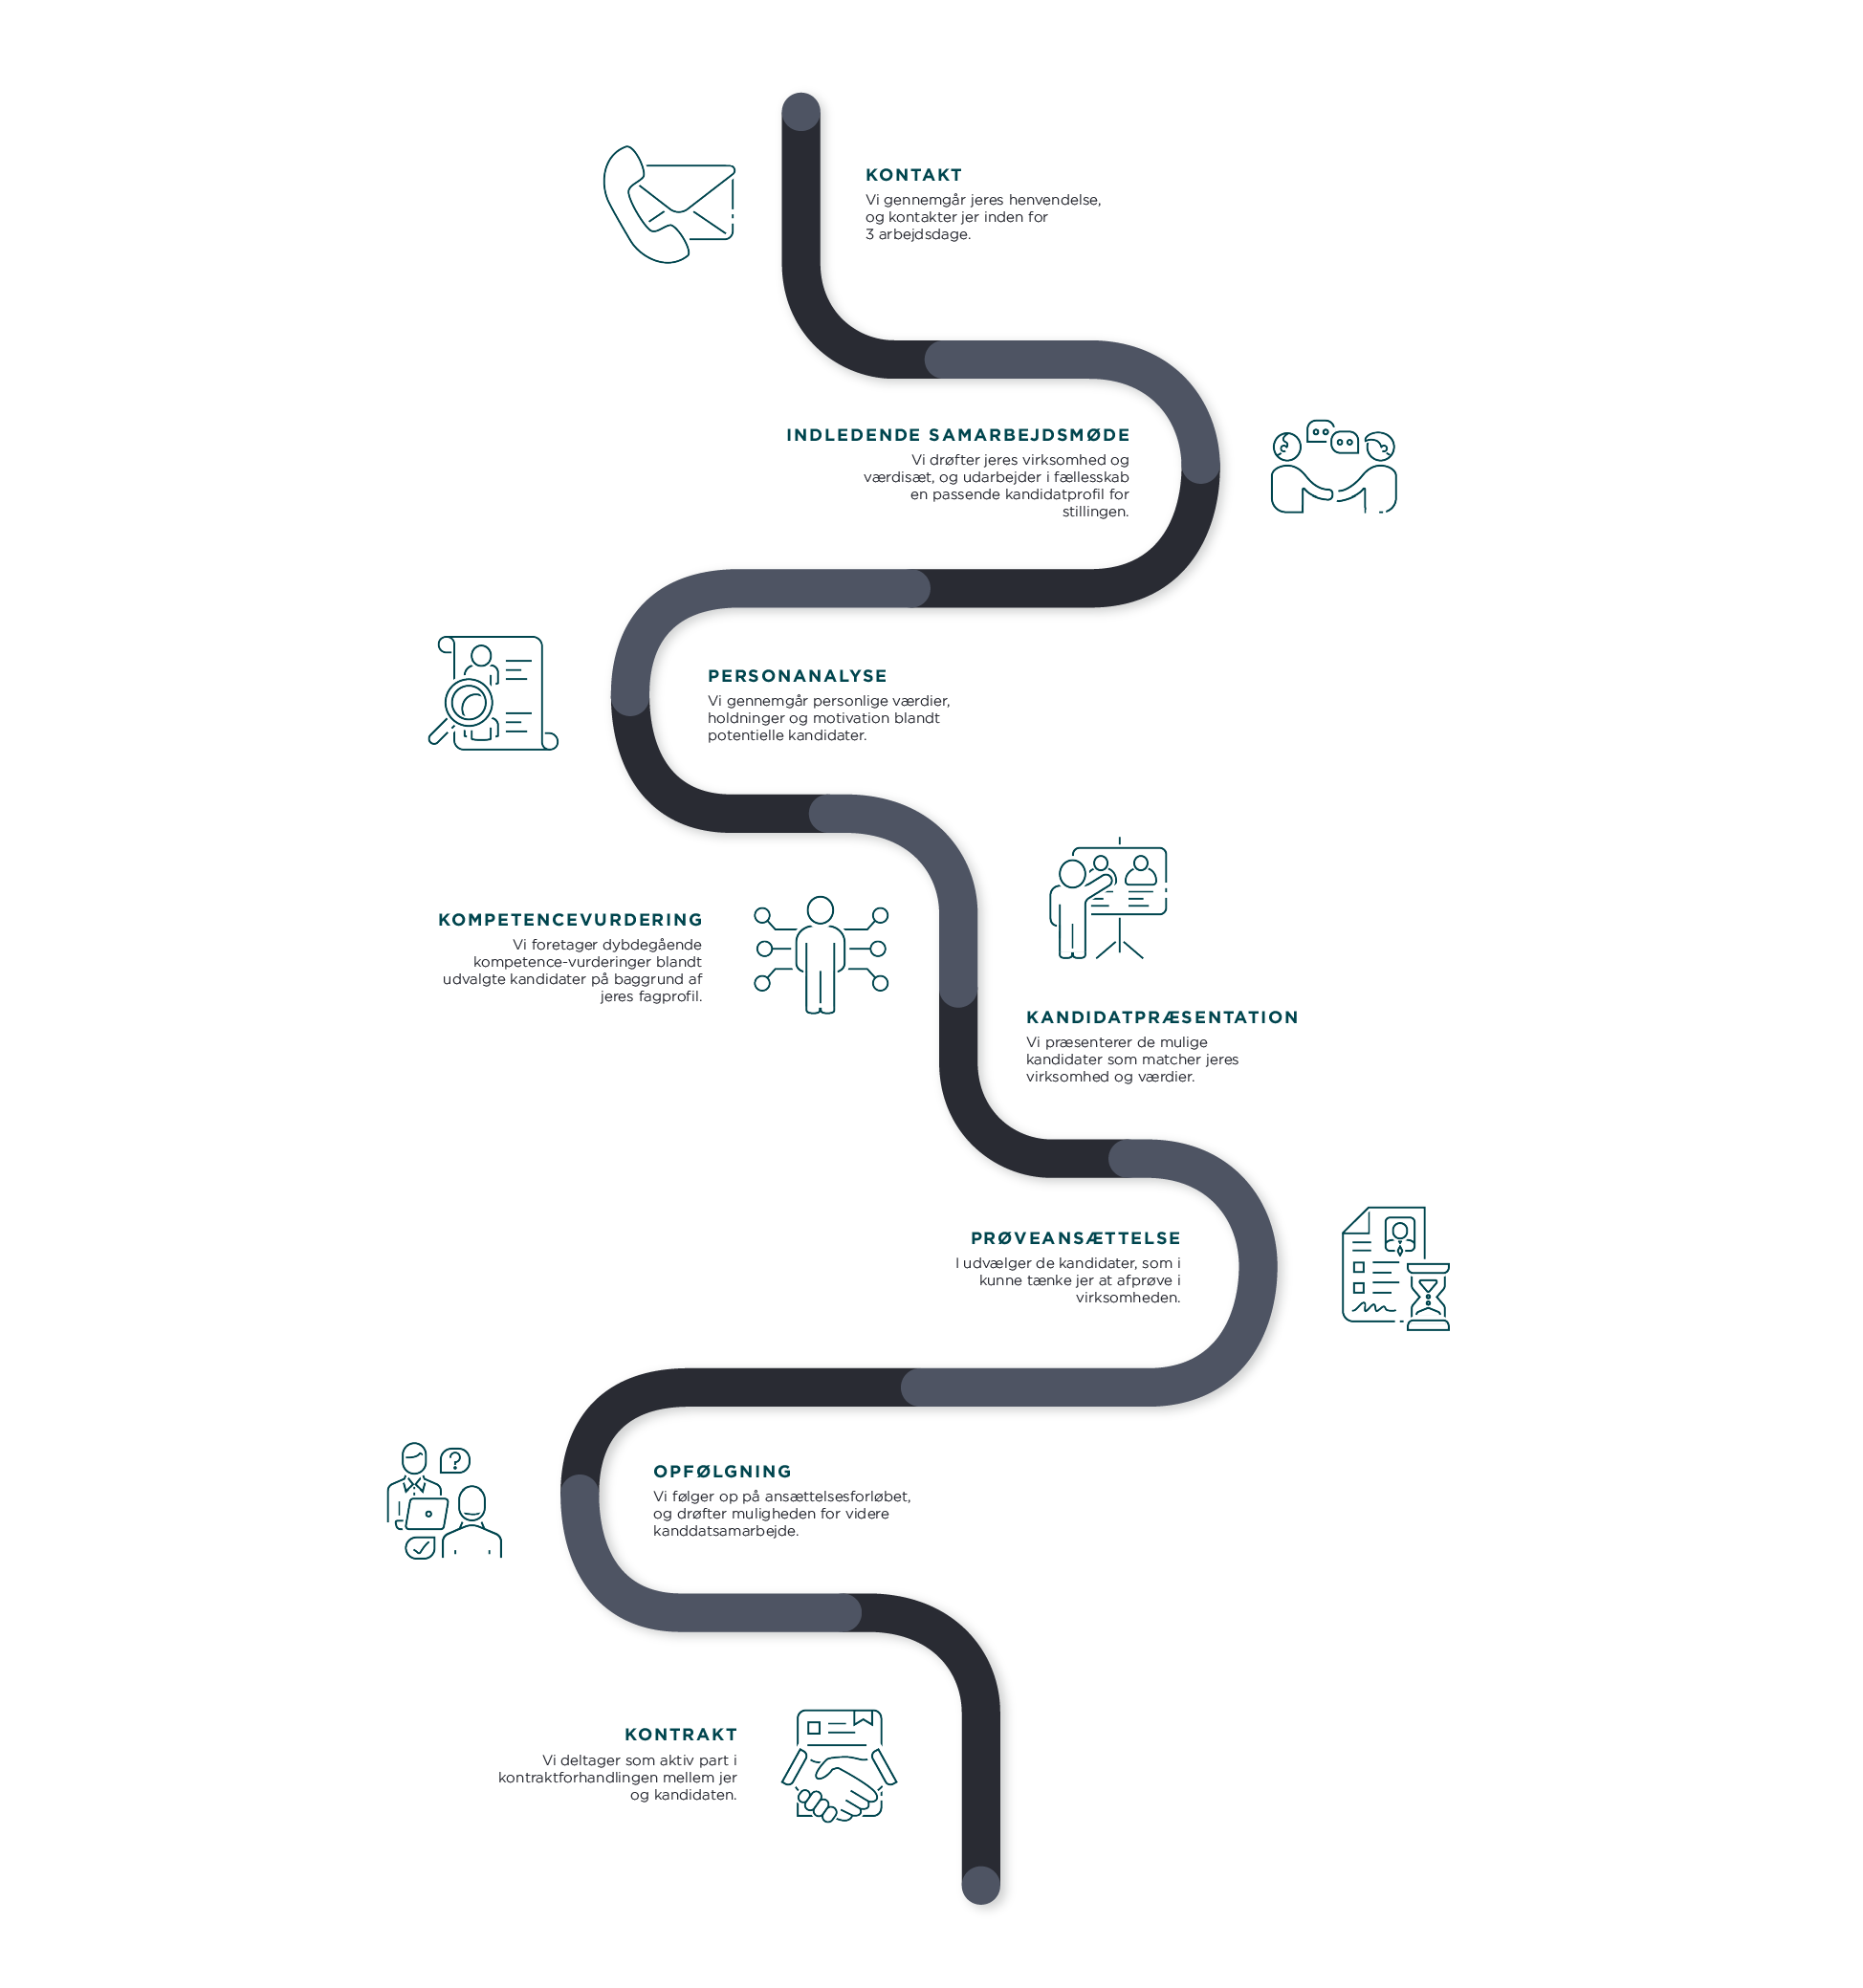 KONTAKT
Vi gennemgår jeres henvendelse,
og kontakter jer inden for
3 arbejdsdage.
INDLEDENDE SAMARBEJDSMØDE
Vi drøfter jeres virksomhed og
værdisæt, og udarbejder i fællesskab
en passende kandidatprofil for
stillingen.
PERSONANALYSE
Vi gennemgår personlige værdier,
holdninger og motivation blandt
potentielle kandidater.
KOMPETENCEVURDERING
Vi foretager dybdegående
kompetence-vurderinger blandt
udvalgte kandidater på baggrund af
jeres fagprofil.
KANDIDATPRÆSENTATION
Vi præsenterer de mulige
kandidater som matcher jeres
virksomhed og værdier.
PRØVEANSÆTTELSE
I udvælger de kandidater, som i
kunne tænke jer at afprøve i
virksomheden.
?
OPFØLGNING
Vi følger op på ansættelsesforløbet,
og drøfter muligheden for videre
kanddatsamarbejde.
KONTRAKT
Vi deltager som aktiv part i
kontraktforhandlingen mellem jer
og kandidaten.